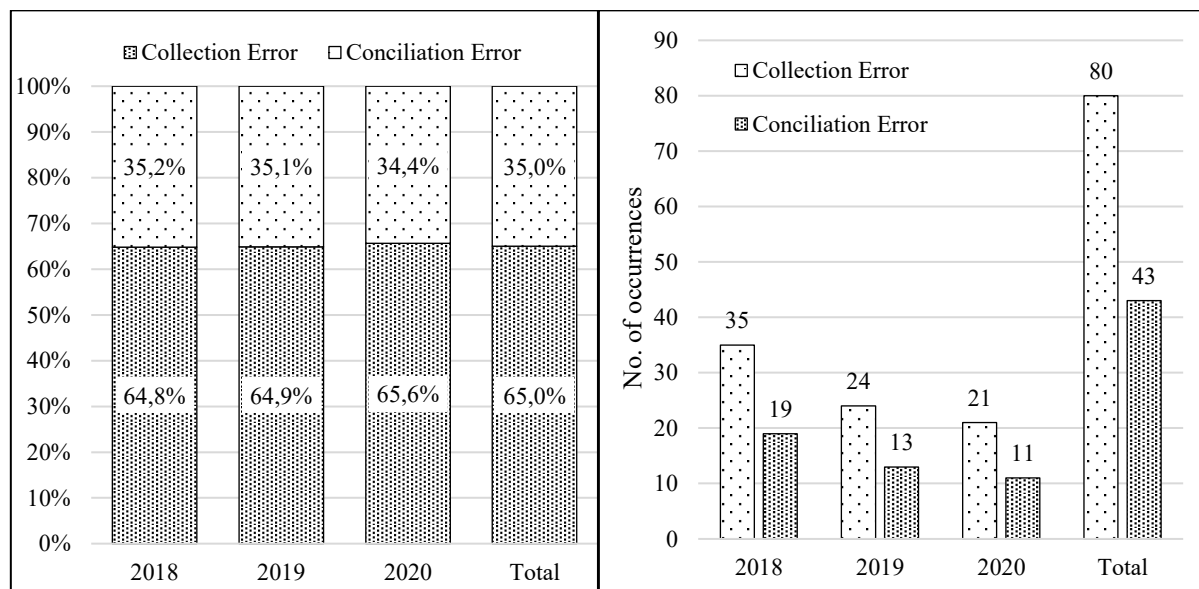 Collection Error Conciliation Error
100%
90%
80%
70%
60%
50%
40%
30%
20%
10%
0%
35,2% 35,1% 34,4% 35,0%
64,8% 64,9% 65,6% 65,0%
2018 2019 2020 Total
No. of occurrences
90
80
70
60
50
40
30
20
10
0
Collection Error
Conciliation Error
35 19 24 13 21 11 80 43
2018 2019 2020 Total